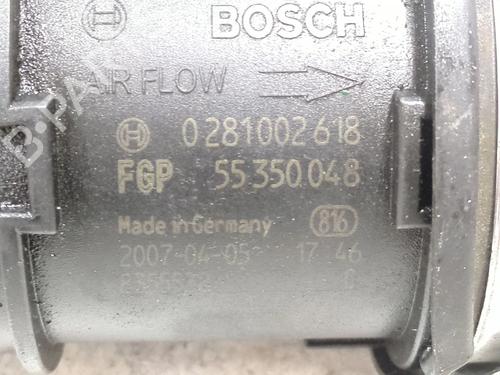 BOSCH
AIR FLOW
0 281 002 618
FGP 55 350 048
Made in Germany 816
2007-04-05 17 46
B-PARTS